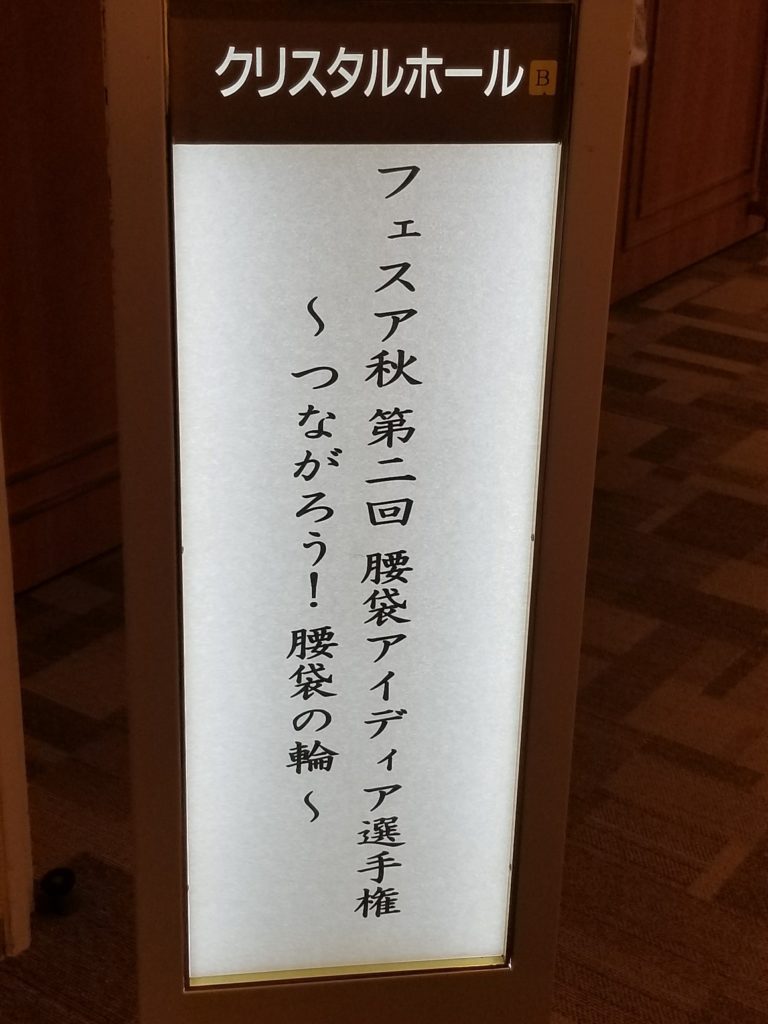 クリスタルホール B
フェスア秋 第二回 腰袋アイディア選手権
～つながろう！腰袋の輪～